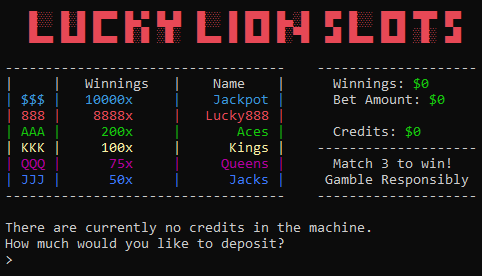 LUCKY LION SLOTS
Winnings Name
$$$ 10000x Jackpot
888 8888x Lucky888
AAA 200x Aces
KKK 100x Kings
QQQ 75x Queens
JJJ 50x Jacks
Winnings: $0
Bet Amount: $0
Credits: $0
Match 3 to win!
Gamble Responsibly
There are currently no credits in the machine.
How much would you like to deposit?
>